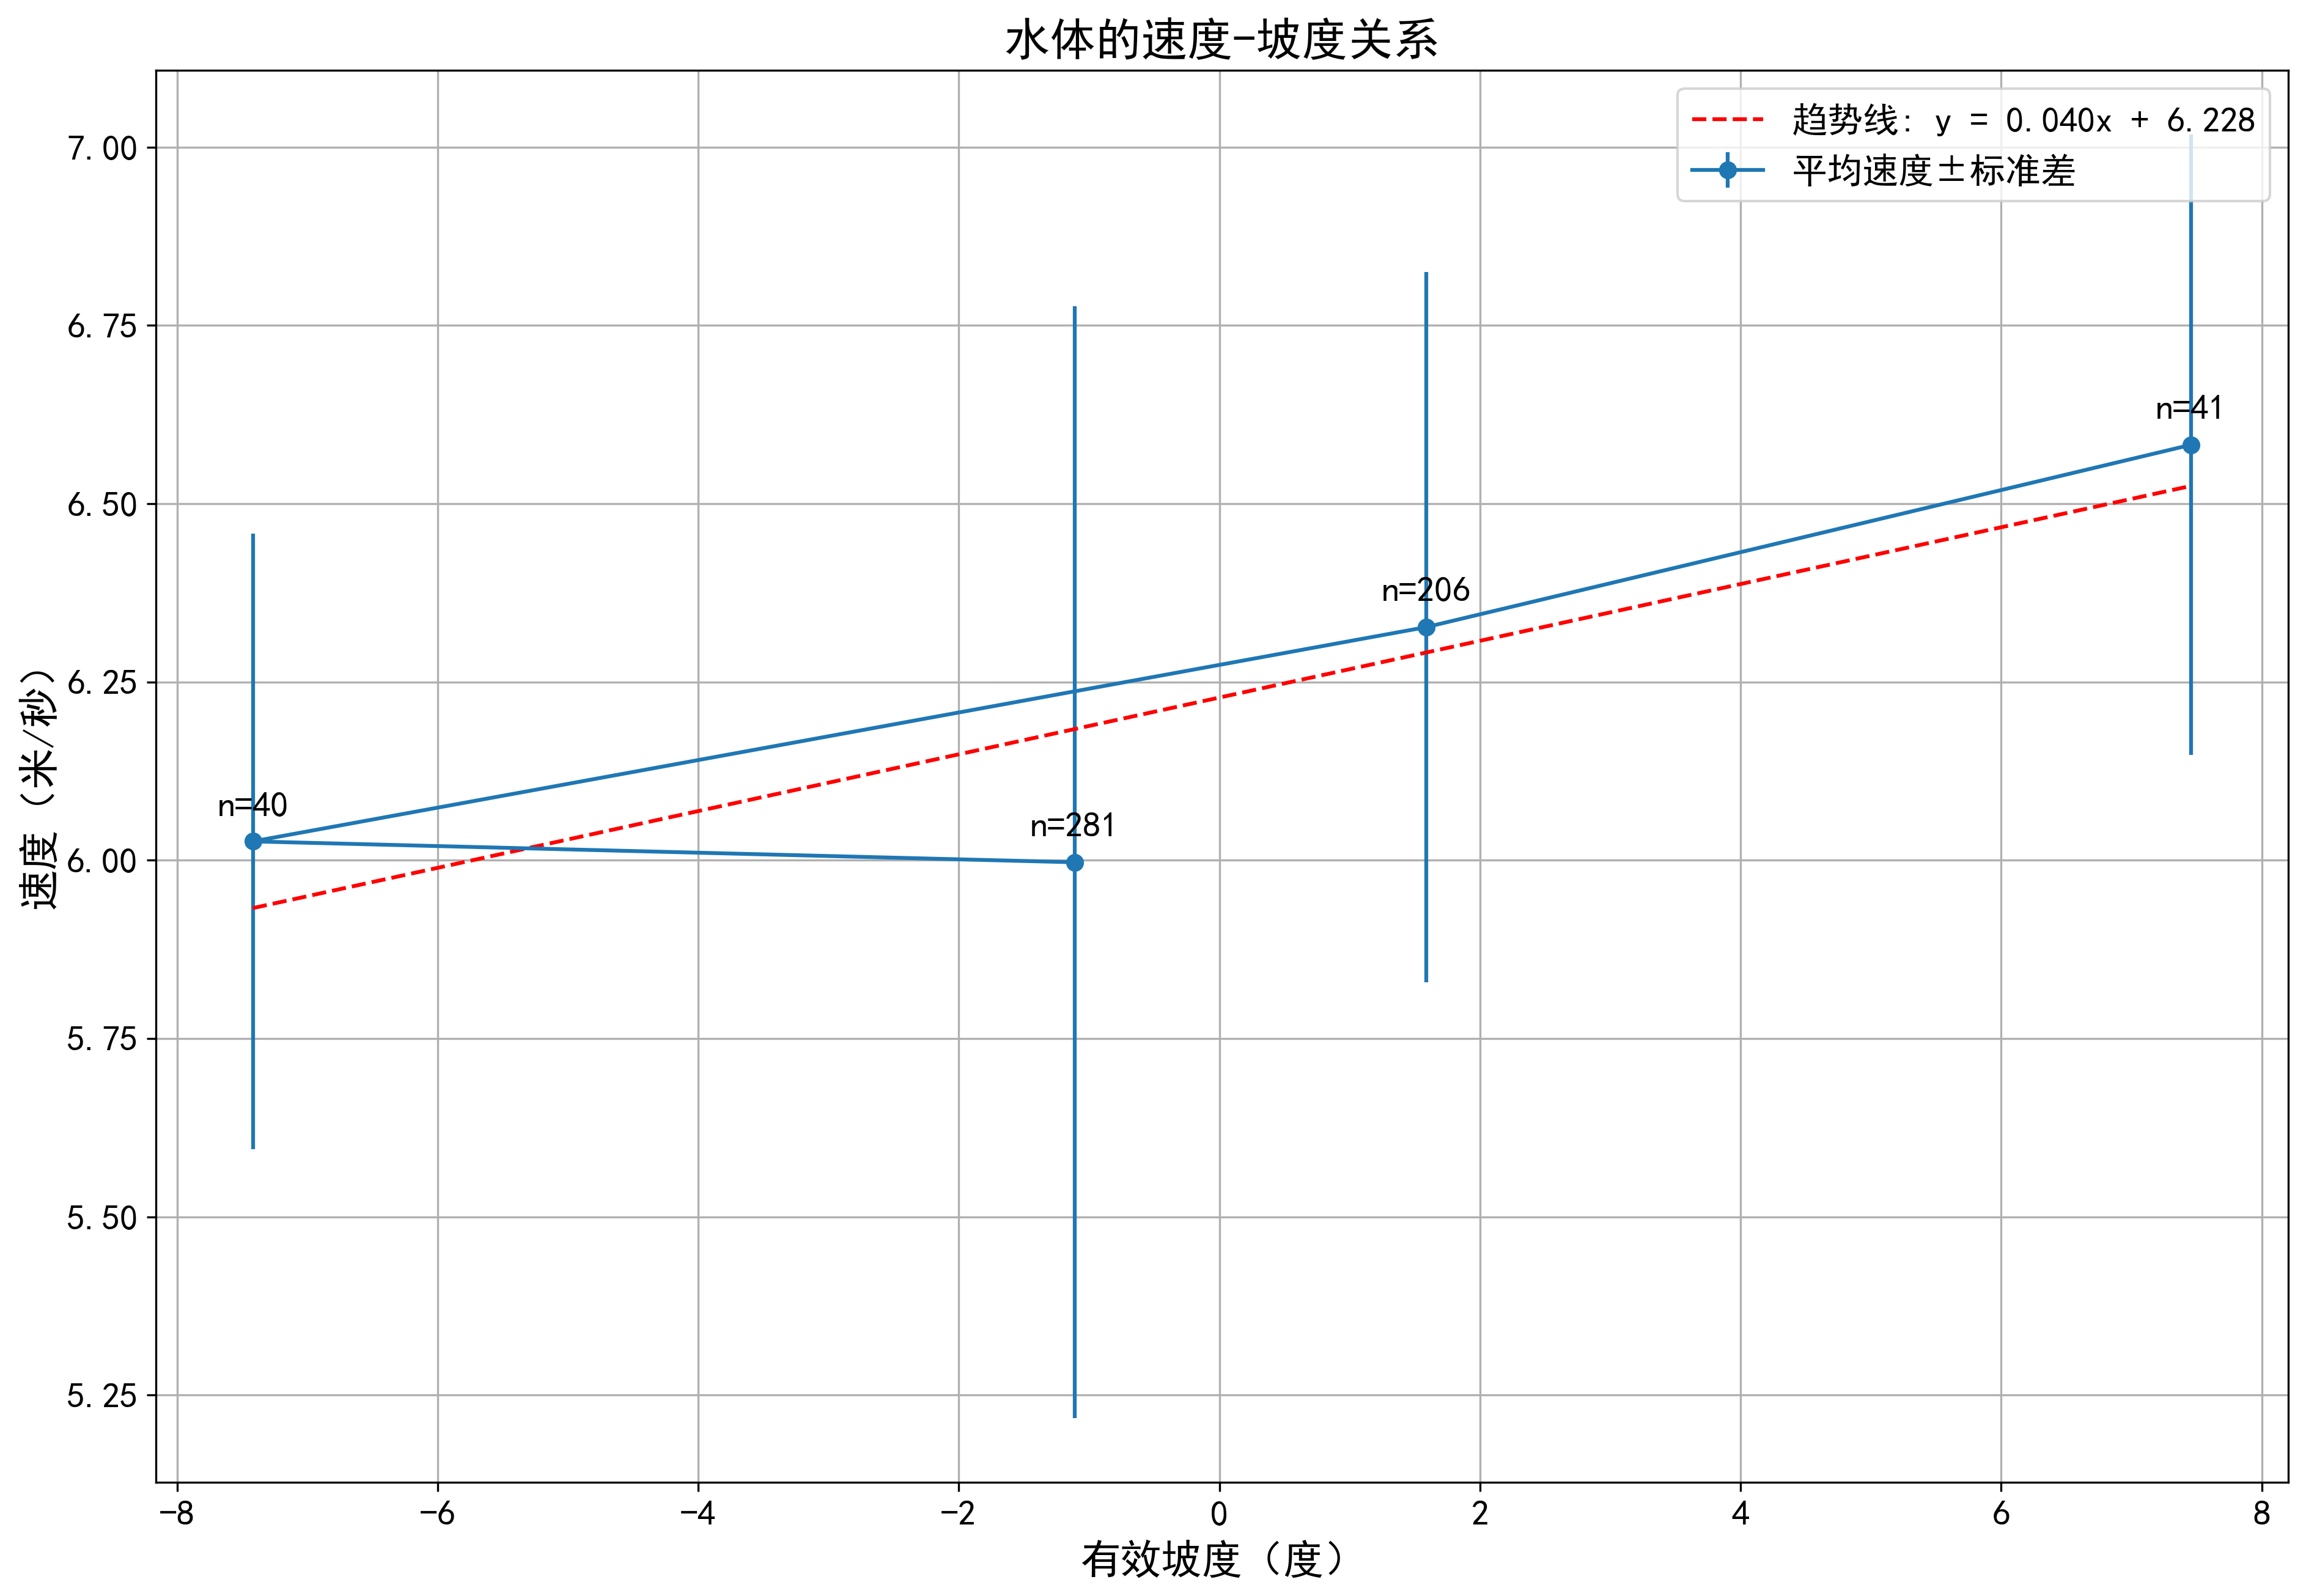 水体的速度-坡度关系
趋势线: y = 0.040x + 6.228
平均速度±标准差
7.00
6.75
6.50
6.25
6.00
5.75
5.50
5.25
速度（米/秒）
n=41
n=206
n=40
n=281
−8
−6
−4
−2
0
2
4
6
8
有效坡度（度）